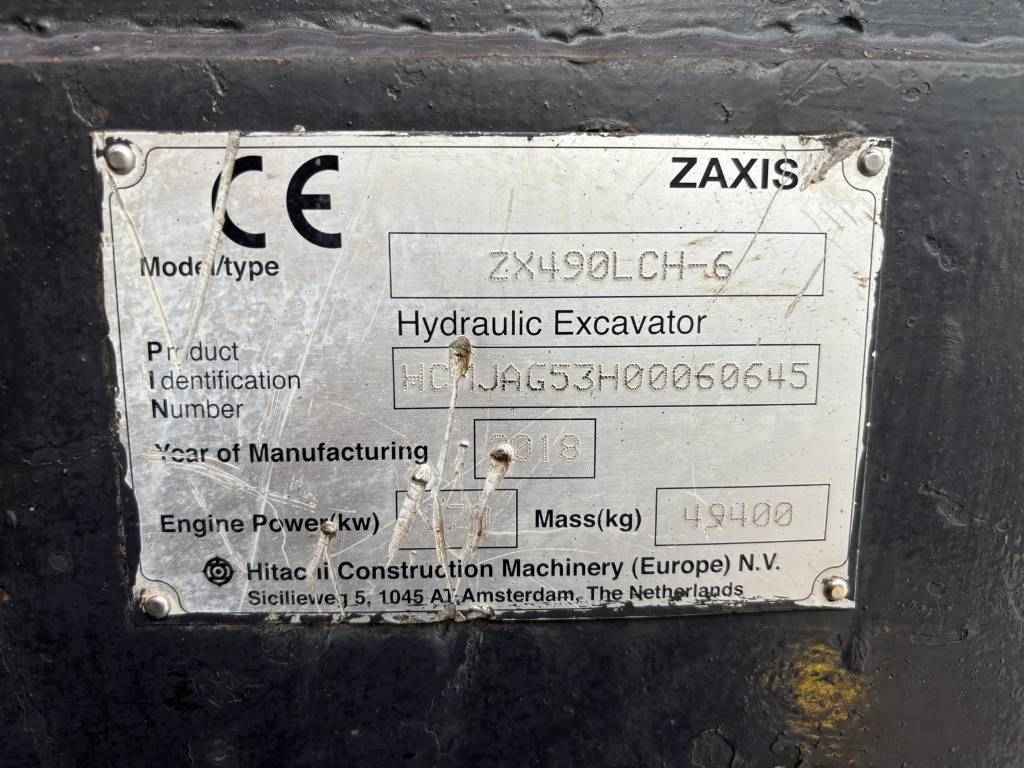 CE ZAXIS
Model/type ZX490LCH-6
Hydraulic Excavator
Product
Identification HCMJAG53H00060645
Number
Year of Manufacturing 2018
Engine Power(kw) Mass(kg) 49400
Hitachi Construction Machinery (Europe) N.V.
Sicilieweg 5, 1045 AT Amsterdam, The Netherlands